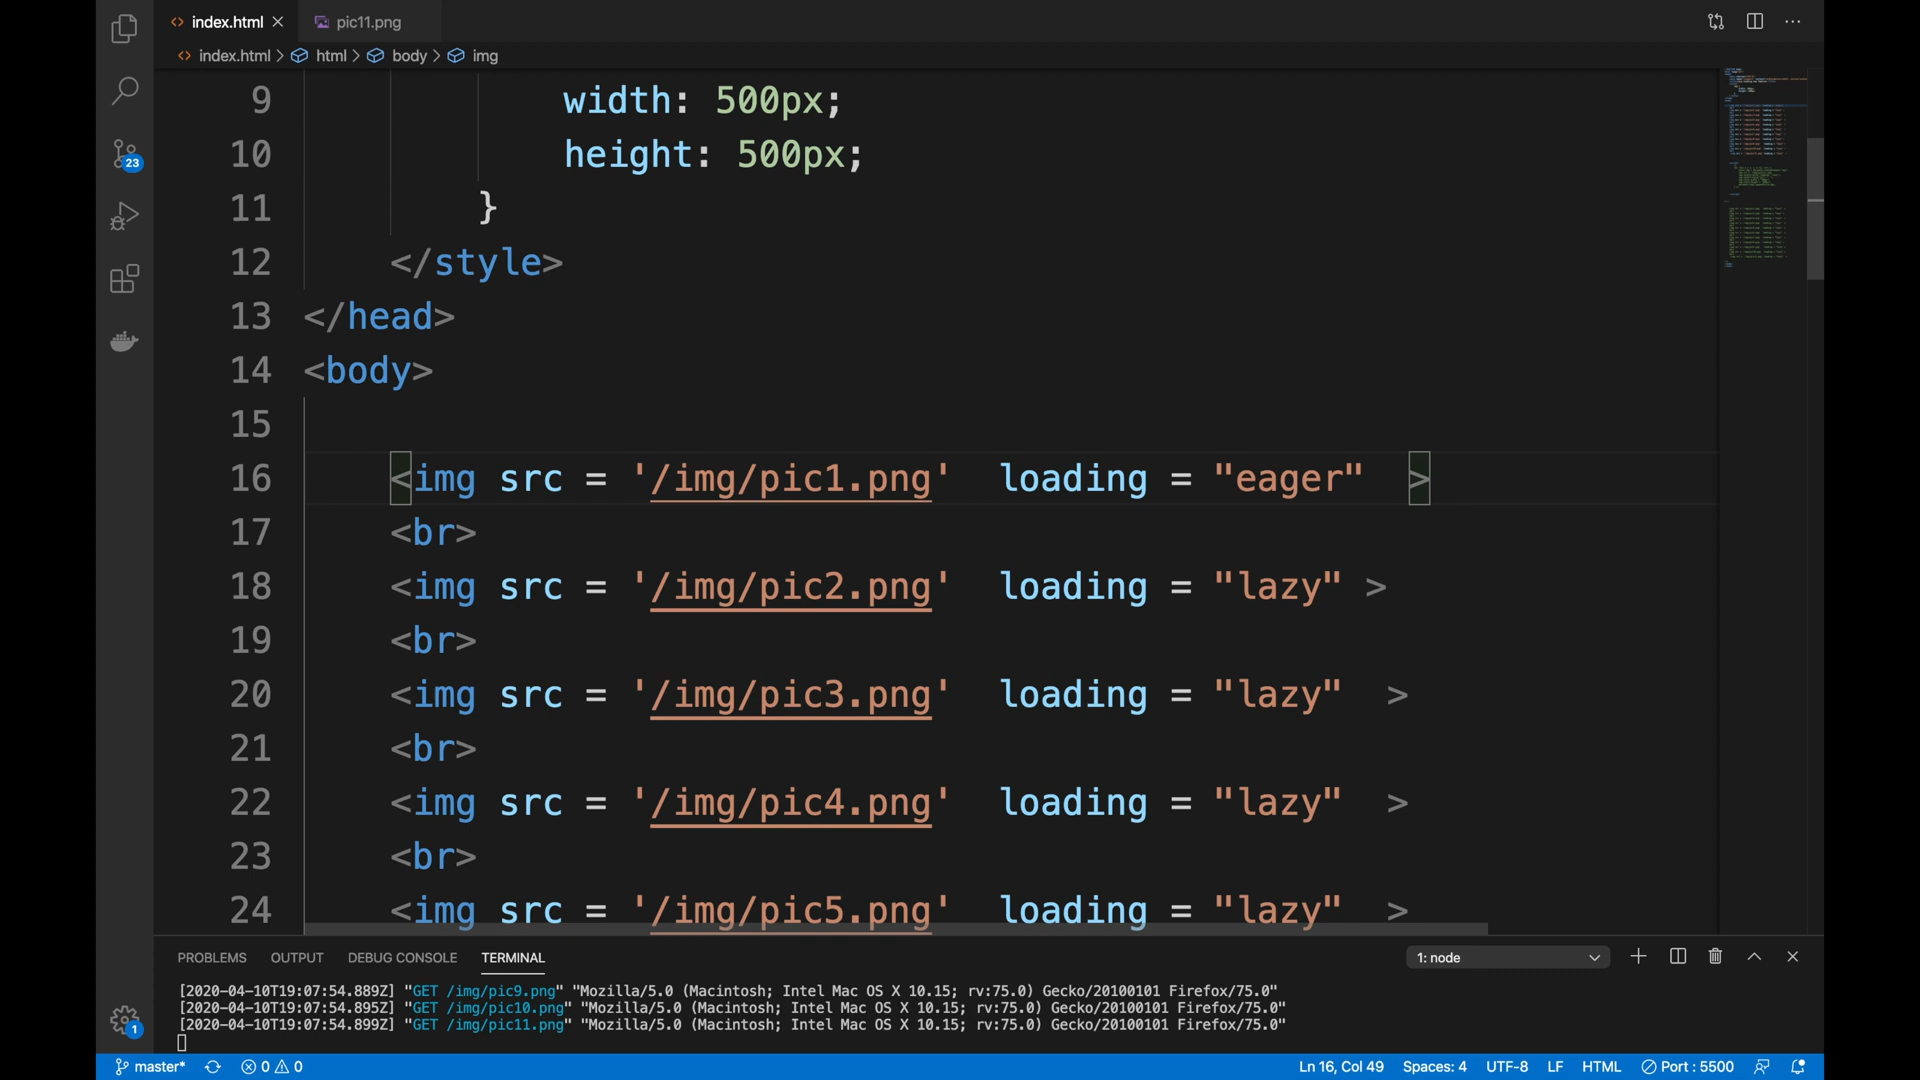 index.html
pic11.png
index.html > html > body > img
9 width: 500px;
10 height: 500px;
11 }
12 </style>
13 </head>
14 <body>
15
16 <img src = '/img/pic1.png' loading = "eager" >
17 <br>
18 <img src = '/img/pic2.png' loading = "lazy" >
19 <br>
20 <img src = '/img/pic3.png' loading = "lazy" >
21 <br>
22 <img src = '/img/pic4.png' loading = "lazy" >
23 <br>
24 <img src = '/img/pic5.png' loading = "lazy" >
23
1
PROBLEMS OUTPUT DEBUG CONSOLE TERMINAL
1: node
[2020-04-10T19:07:54.889Z] "GET /img/pic9.png" "Mozilla/5.0 (Macintosh; Intel Mac OS X 10.15; rv:75.0) Gecko/20100101 Firefox/75.0"
[2020-04-10T19:07:54.895Z] "GET /img/pic10.png" "Mozilla/5.0 (Macintosh; Intel Mac OS X 10.15; rv:75.0) Gecko/20100101 Firefox/75.0"
[2020-04-10T19:07:54.899Z] "GET /img/pic11.png" "Mozilla/5.0 (Macintosh; Intel Mac OS X 10.15; rv:75.0) Gecko/20100101 Firefox/75.0"
master* 0 0 Ln 16, Col 49 Spaces: 4 UTF-8 LF HTML Port : 5500